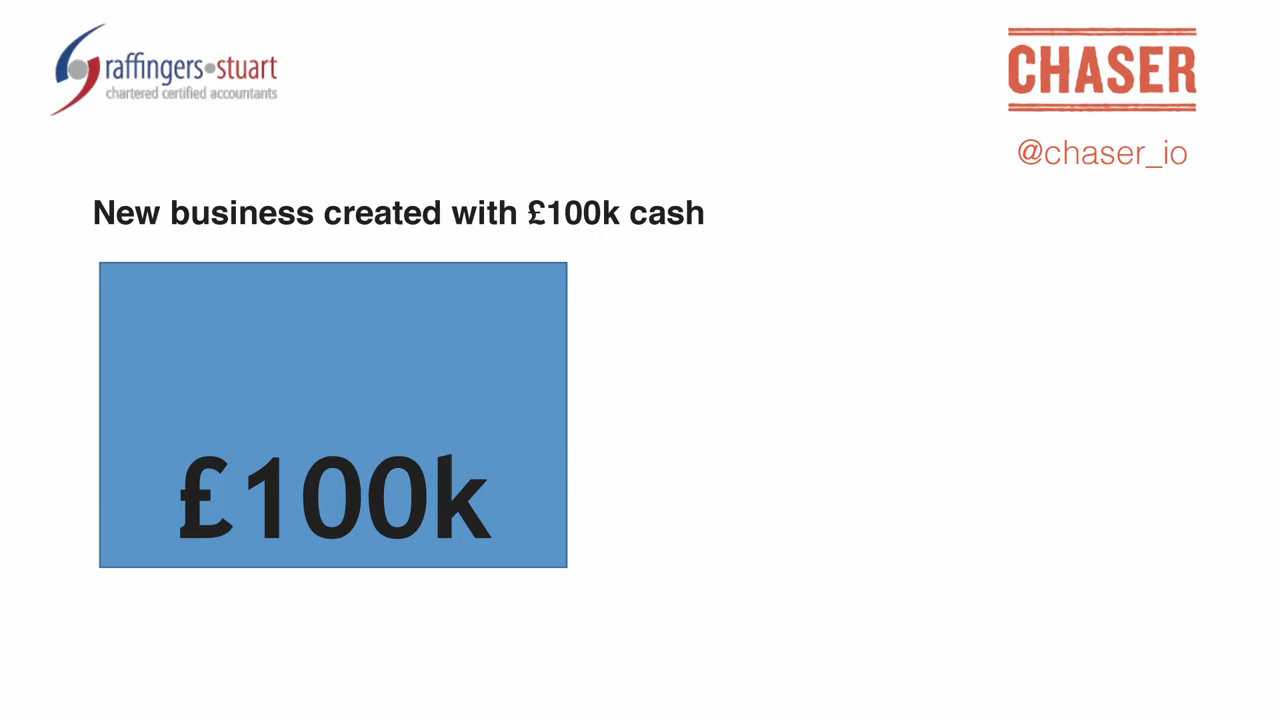 raffingers•stuart
chartered certified accountants
CHASER
@chaser_io
New business created with £100k cash
£100k